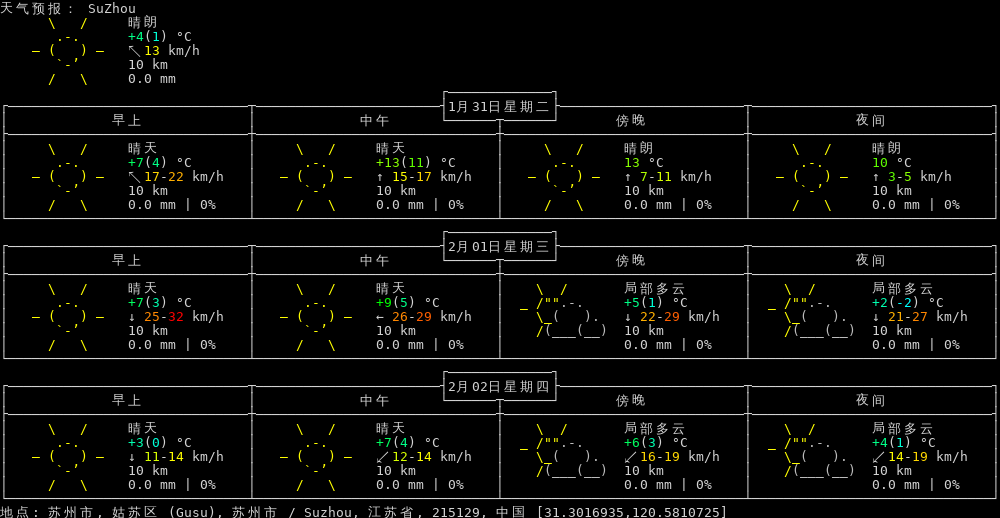 天气预报: SuZhou
晴朗
+4(1) °C
↖ 13 km/h
10 km
0.0 mm
1月31日星期二
早上 中午 傍晚 夜间
晴天 晴天 晴朗 晴朗
+7(4) °C +13(11) °C 13 °C 10 °C
↖ 17-22 km/h ↑ 15-17 km/h ↑ 7-11 km/h ↑ 3-5 km/h
10 km 10 km 10 km 10 km
0.0 mm | 0% 0.0 mm | 0% 0.0 mm | 0% 0.0 mm | 0%
2月01日星期三
早上 中午 傍晚 夜间
晴天 晴天 局部多云 局部多云
+7(3) °C +9(5) °C +5(1) °C +2(-2) °C
↓ 25-32 km/h ← 26-29 km/h ↓ 22-29 km/h ↓ 21-27 km/h
10 km 10 km 10 km 10 km
0.0 mm | 0% 0.0 mm | 0% 0.0 mm | 0% 0.0 mm | 0%
2月02日星期四
早上 中午 傍晚 夜间
晴天 晴天 局部多云 局部多云
+3(0) °C +7(4) °C +6(3) °C +4(1) °C
↓ 11-14 km/h ↙ 12-14 km/h ↙ 16-19 km/h ↙ 14-19 km/h
10 km 10 km 10 km 10 km
0.0 mm | 0% 0.0 mm | 0% 0.0 mm | 0% 0.0 mm | 0%
地点: 苏州市, 姑苏区 (Gusu), 苏州市 / Suzhou, 江苏省, 215129, 中国 [31.3016935,120.5810725]